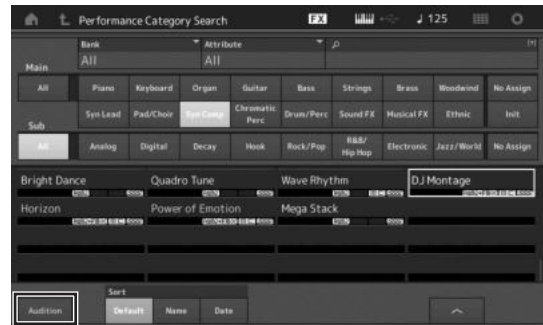 Performance Category Search FX 125
Bank Attribute
Main All All
All Piano Keyboard Organ Guitar Bass Strings Brass Woodwind No Assign
Syn Lead Pad/Choir Syn Comp Chromatic Perc Drum/Perc Sound FX Musical FX Ethnic Init
Sub
All Analog Digital Decay Hook Rock/Pop R&B/ Hip Hop Electronic Jazz/World No Assign
Bright Dance Quadro Tune Wave Rhythm DJ Montage
Horizon Power of Emotion Mega Stack
Sort
Audition Default Name Date